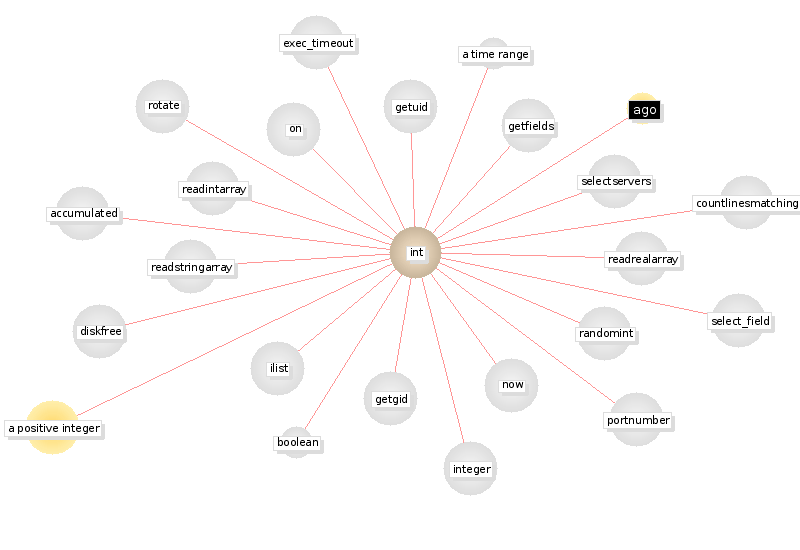 exec_timeout
a time range
rotate
getuid
ago
on
getfields
readintarray
selectservers
accumulated
countlinesmatching
int
readstringarray
readrealarray
diskfree
select_field
randomint
ilist
now
getgid
a positive integer
portnumber
boolean
integer